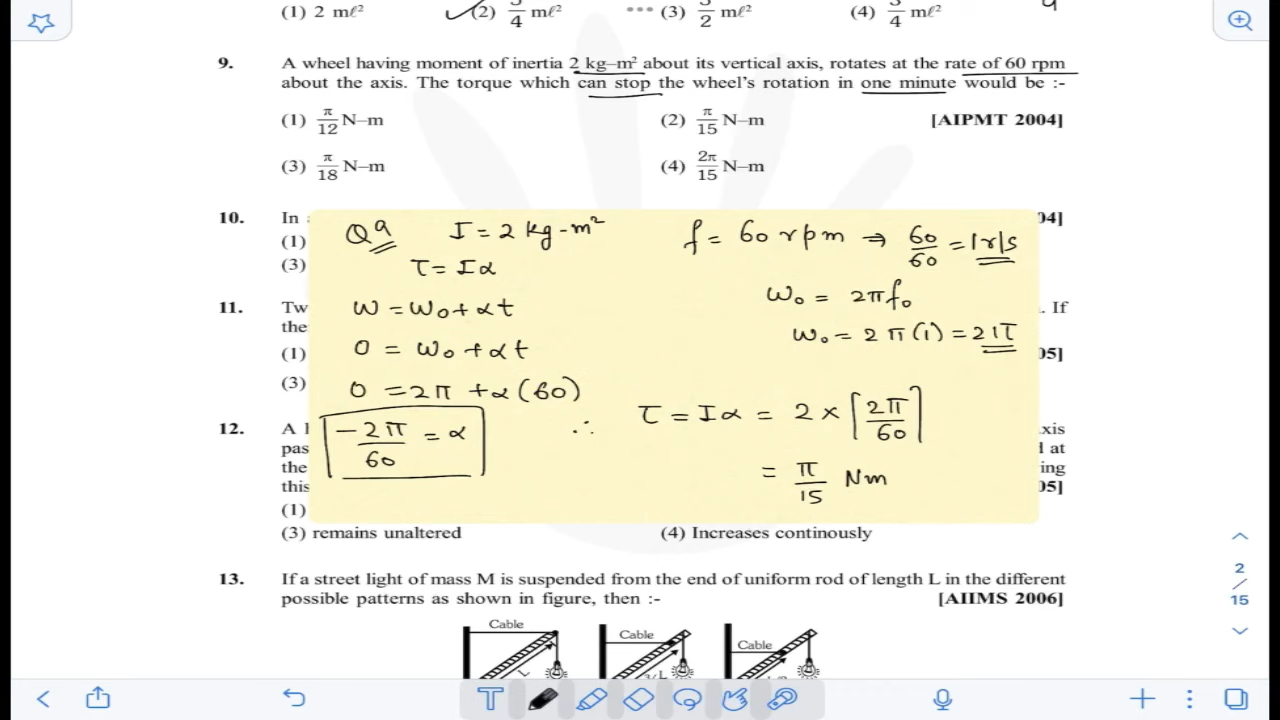 (1) 2 mℓ² (2) 3/4 mℓ² (3) 3/2 mℓ² (4) 3/4 mℓ²
9. A wheel having moment of inertia 2 kg–m² about its vertical axis, rotates at the rate of 60 rpm
about the axis. The torque which can stop the wheel's rotation in one minute would be :-
(1) π/12 N–m (2) π/15 N–m [AIPMT 2004]
(3) π/18 N–m (4) 2π/15 N–m
10. In 04]
(1)
(3)
11. Tw . If
the
(1) 05]
(3)
12. A l xis
pas l at
the ing
this 05]
(1)
(3) remains unaltered (4) Increases continously
Q9 I = 2 kg-m²
τ = Iα
ω = ω₀ + αt
0 = ω₀ + αt
0 = 2π + α(60)
-2π/60 = α
f = 60 rpm ⇒ 60/60 = 1 r/s
ω₀ = 2πf₀
ω₀ = 2π(1) = 2π
∴ τ = Iα = 2 × [2π/60]
= π/15 Nm
13. If a street light of mass M is suspended from the end of uniform rod of length L in the different
possible patterns as shown in figure, then :- [AIIMS 2006]
Cable Cable Cable
L
2
/
15
T